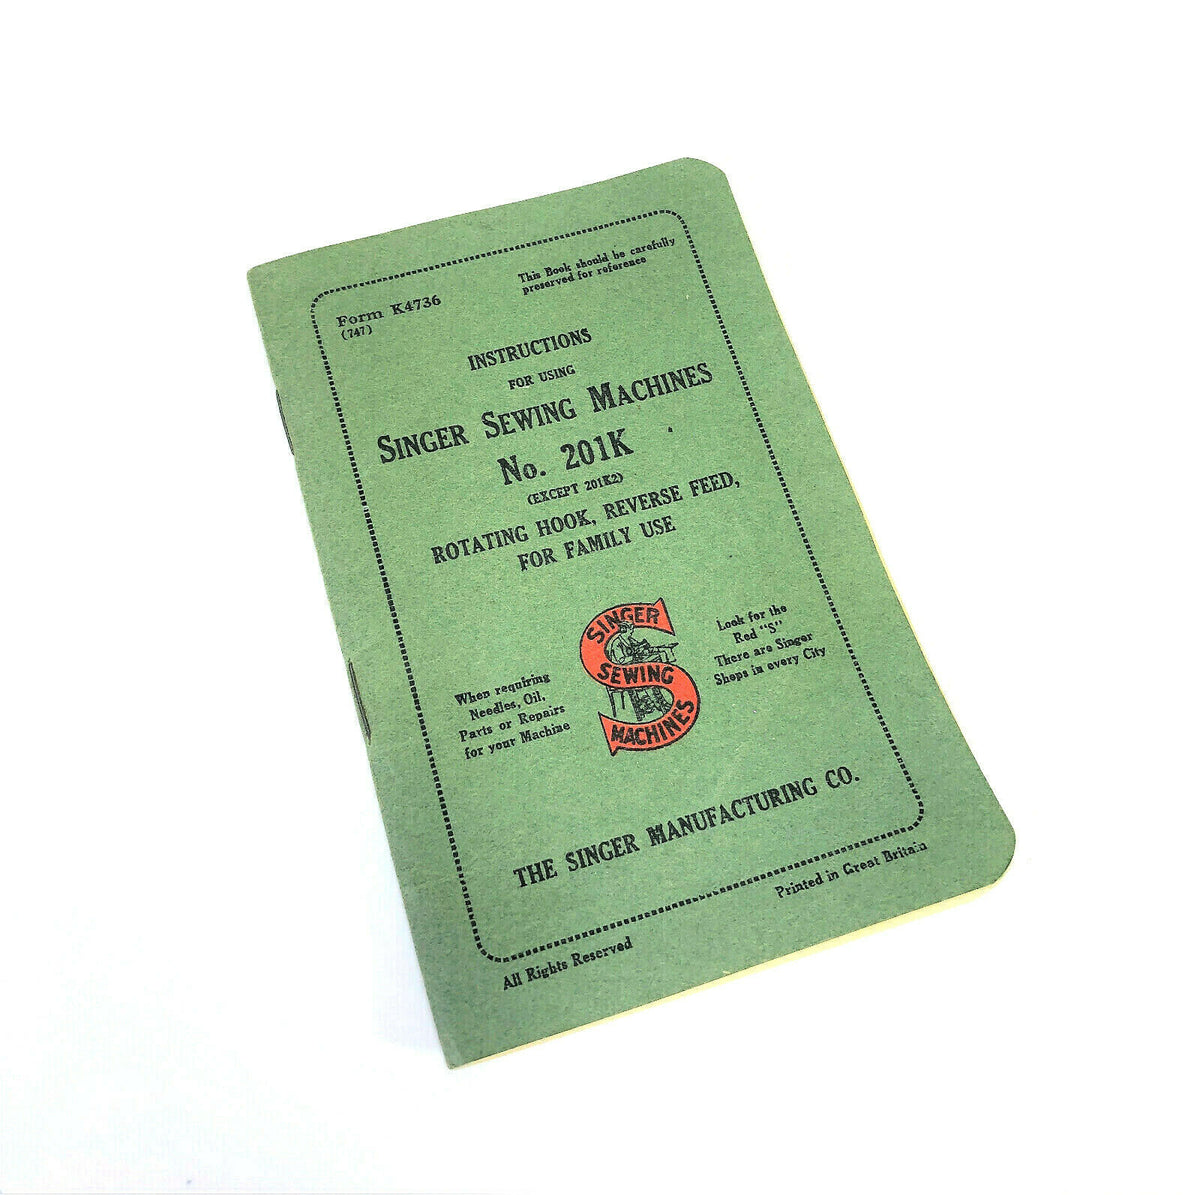 Form K4736
(747)
This Book should be carefully
preserved for reference
INSTRUCTIONS
FOR USING
SINGER SEWING MACHINES
No. 201K
(EXCEPT 201K2)
ROTATING HOOK, REVERSE FEED,
FOR FAMILY USE
When requiring
Needles, Oil,
Parts or Repairs
for your Machine
SINGER
SEWING
MACHINES
Look for the
Red "S"
There are Singer
Shops in every City
THE SINGER MANUFACTURING CO.
All Rights Reserved
Printed in Great Britain